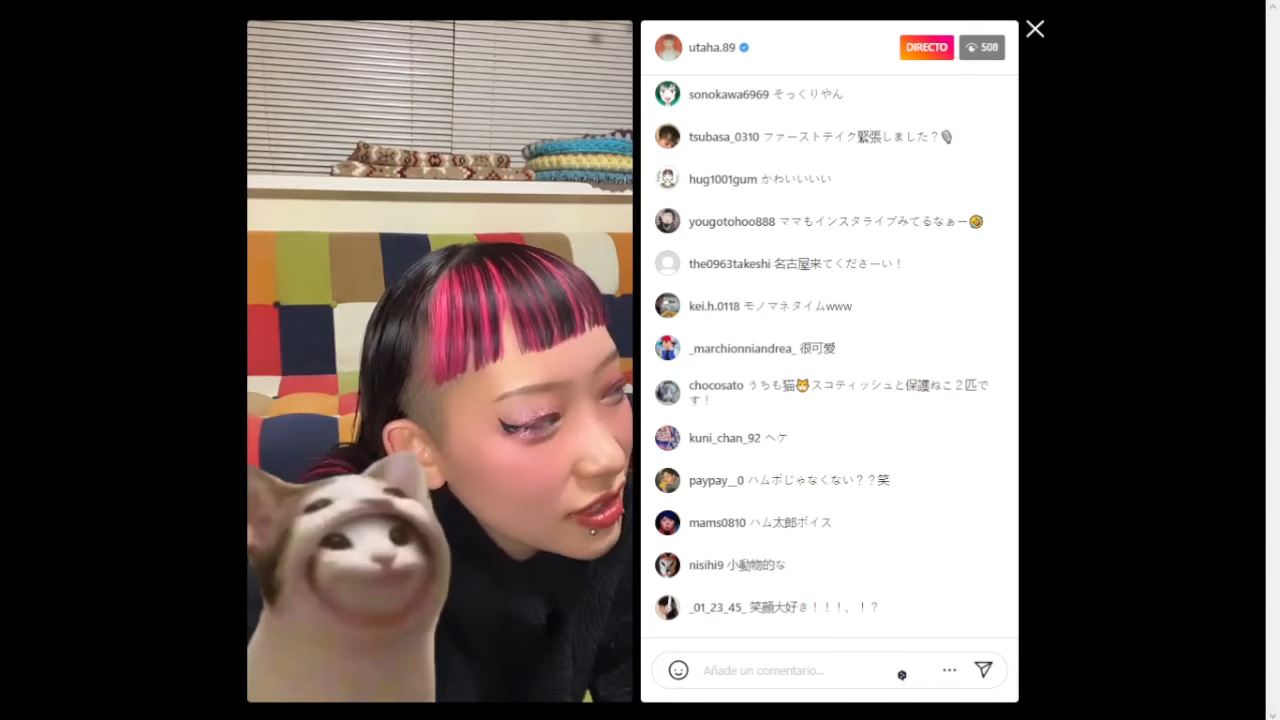 utaha.89
DIRECTO
508
sonokawa6969 そっくりやん
tsubasa_0310 ファーストテイク緊張しました？
hug1001gum かわいいいい
yougotohoo888 ママもインスタライブみてるなぁー🤣
the0963takeshi 名古屋来てくださーい！
kei.h.0118 モノマネタイムwww
_marchionniandrea_ 很可爱
chocosato うちも猫🐱スコティッシュと保護ねこ２匹で
す！
kuni_chan_92 ヘケ
paypay__0 ハムボじゃなくない？？笑
mams0810 ハム太郎ボイス
nisihi9 小動物的な
_01_23_45_ 笑顔大好き！！！、！？
Añade un comentario...